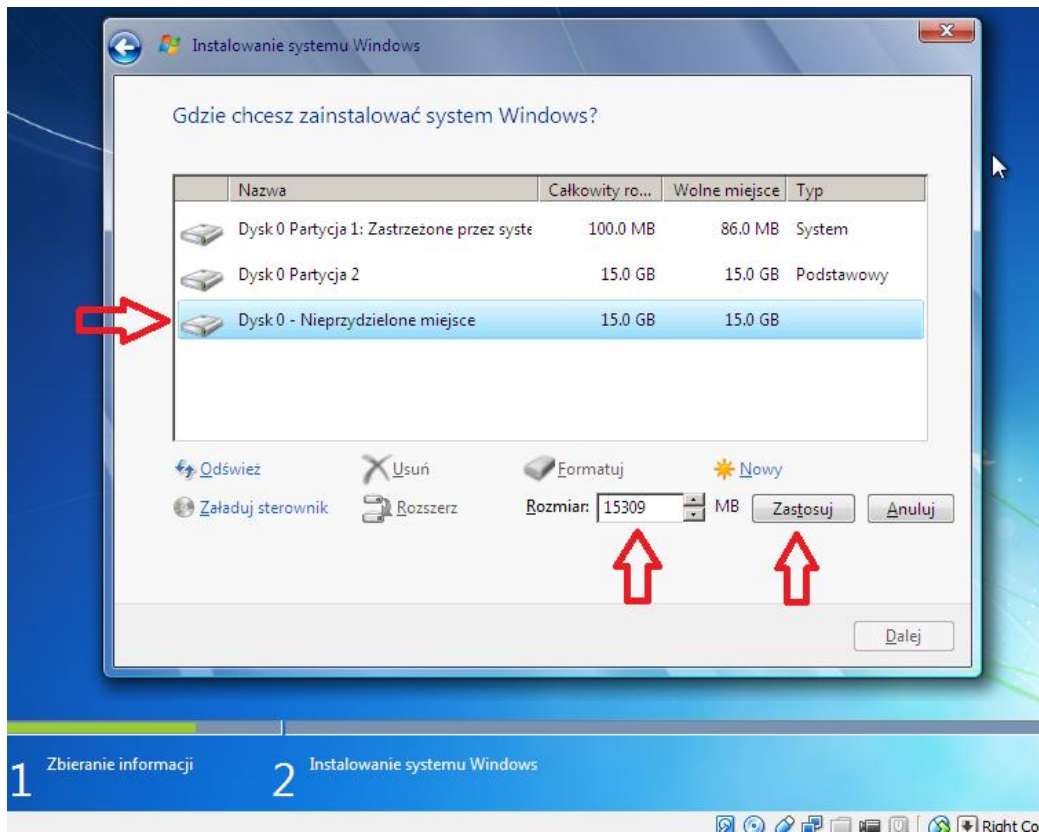 Instalowanie systemu Windows
Gdzie chcesz zainstalować system Windows?
Nazwa Całkowity ro... Wolne miejsce Typ
Dysk 0 Partycja 1: Zastrzeżone przez syste 100.0 MB 86.0 MB System
Dysk 0 Partycja 2 15.0 GB 15.0 GB Podstawowy
Dysk 0 - Nieprzydzielone miejsce 15.0 GB 15.0 GB
Odśwież Usuń Formatuj Nowy
Załaduj sterownik Rozszerz Rozmiar: 15309 MB Zastosuj Anuluj
Dalej
1 Zbieranie informacji 2 Instalowanie systemu Windows
Right Co